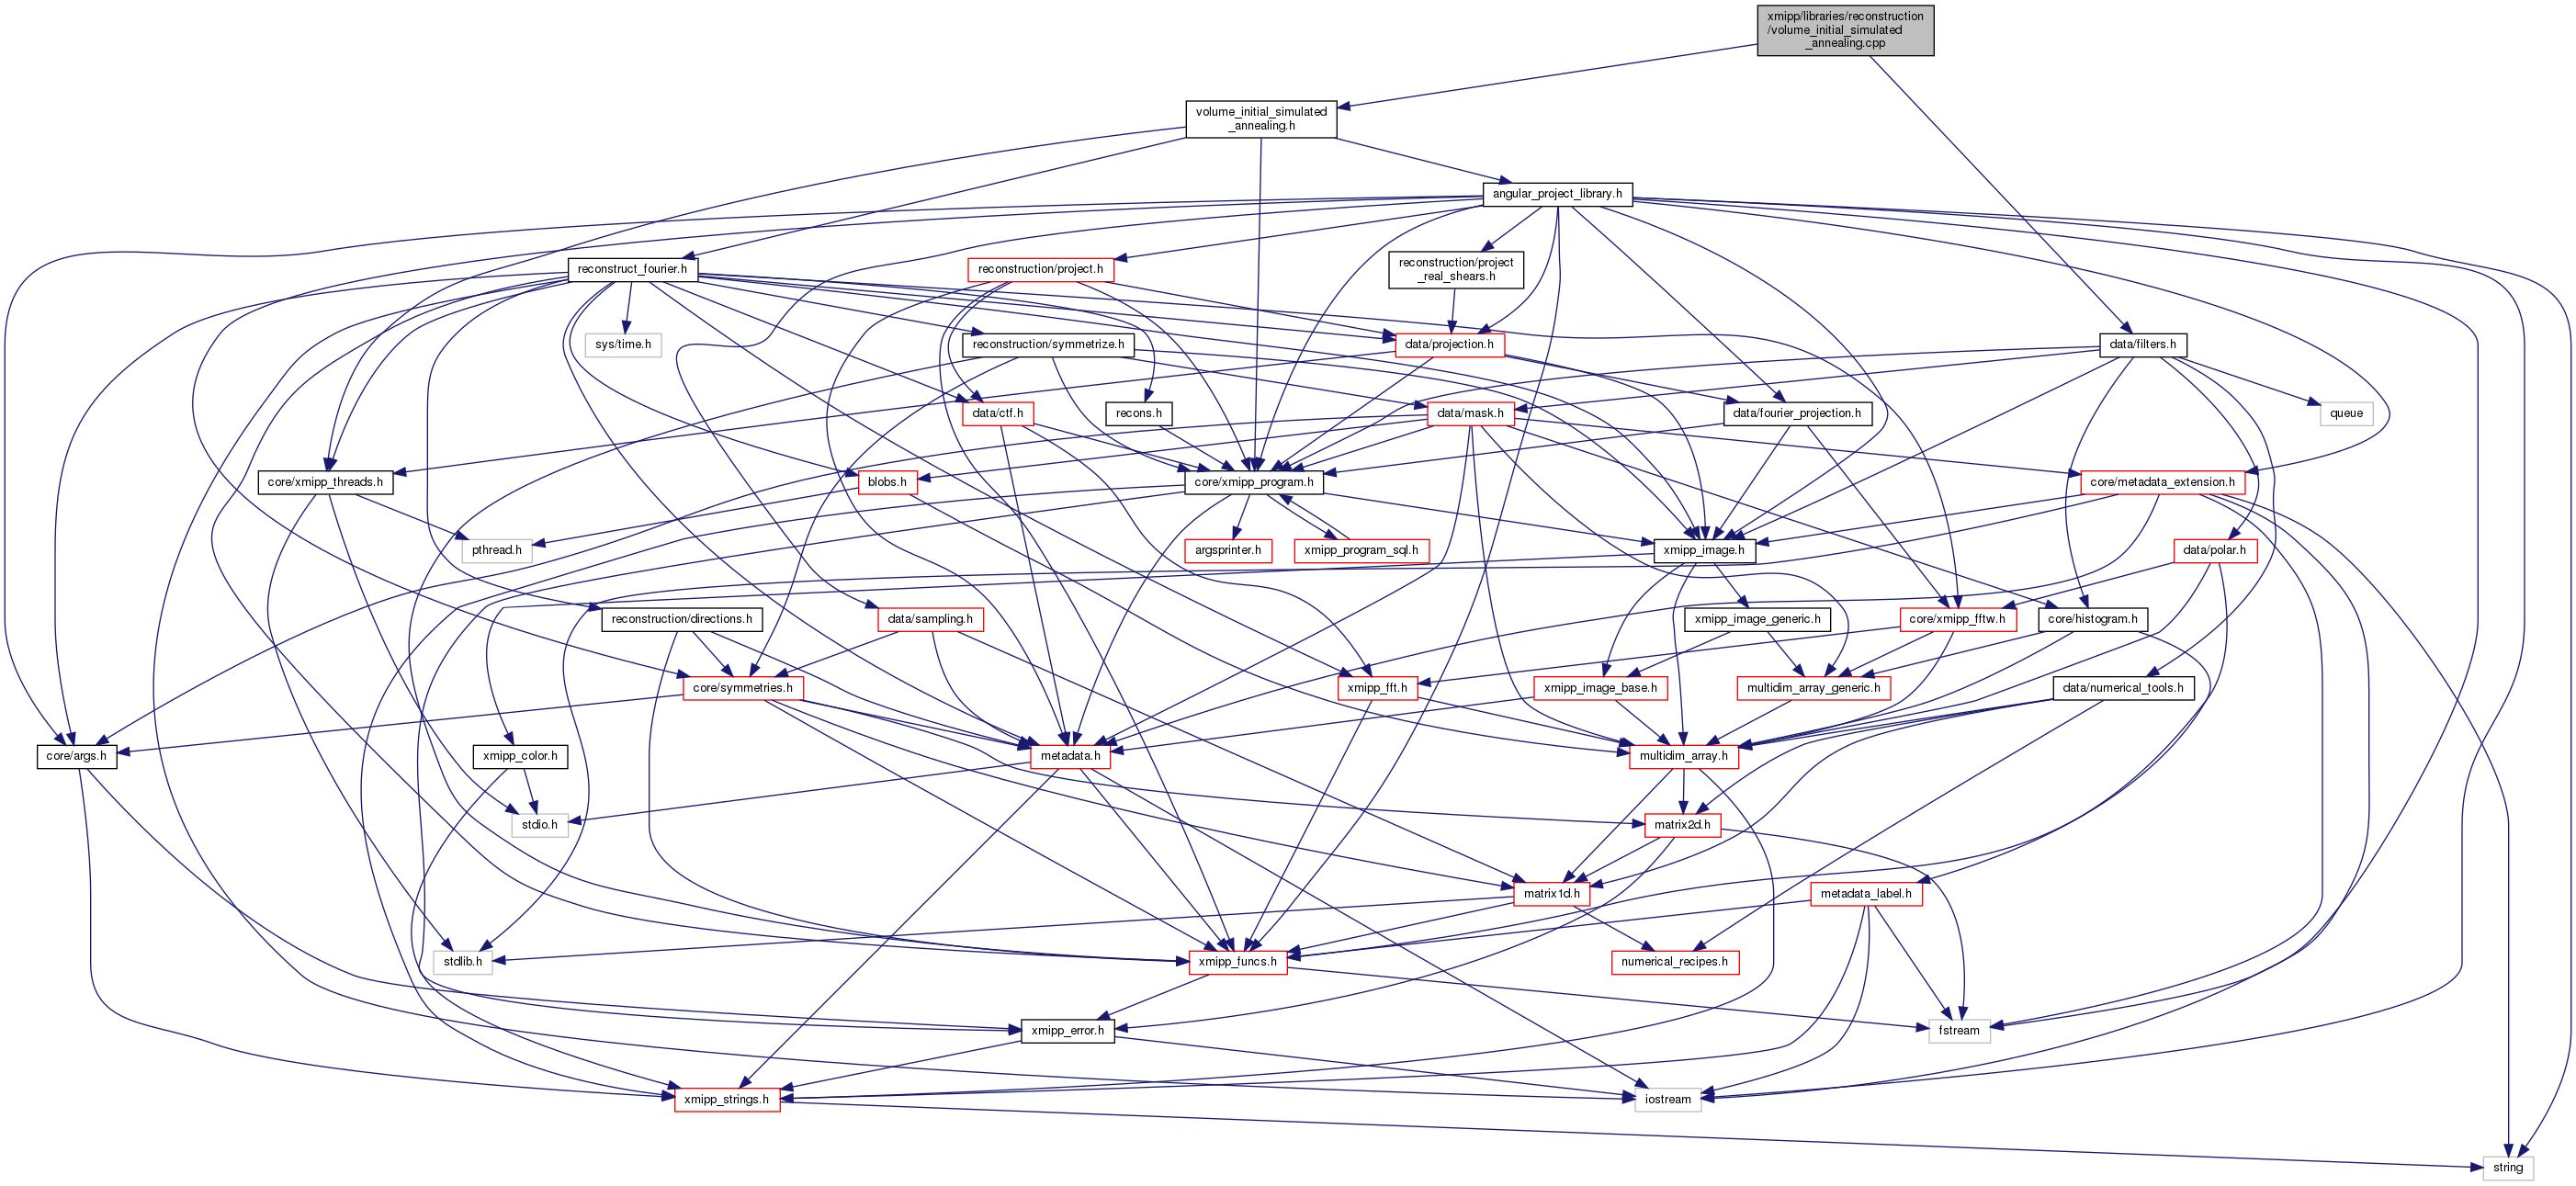 xmipp/libraries/reconstruction
/volume_initial_simulated
_annealing.cpp
volume_initial_simulated
_annealing.h
angular_project_library.h
reconstruct_fourier.h
reconstruction/project.h
reconstruction/project
_real_shears.h
sys/time.h
reconstruction/symmetrize.h
data/projection.h
data/filters.h
data/ctf.h
recons.h
data/mask.h
data/fourier_projection.h
queue
core/xmipp_threads.h
blobs.h
core/xmipp_program.h
core/metadata_extension.h
pthread.h
argsprinter.h
xmipp_program_sql.h
xmipp_image.h
data/polar.h
reconstruction/directions.h
data/sampling.h
xmipp_image_generic.h
core/xmipp_fftw.h
core/histogram.h
core/symmetries.h
xmipp_fft.h
xmipp_image_base.h
multidim_array_generic.h
data/numerical_tools.h
core/args.h
xmipp_color.h
metadata.h
multidim_array.h
stdio.h
matrix2d.h
matrix1d.h
metadata_label.h
stdlib.h
xmipp_funcs.h
numerical_recipes.h
xmipp_error.h
fstream
xmipp_strings.h
iostream
string